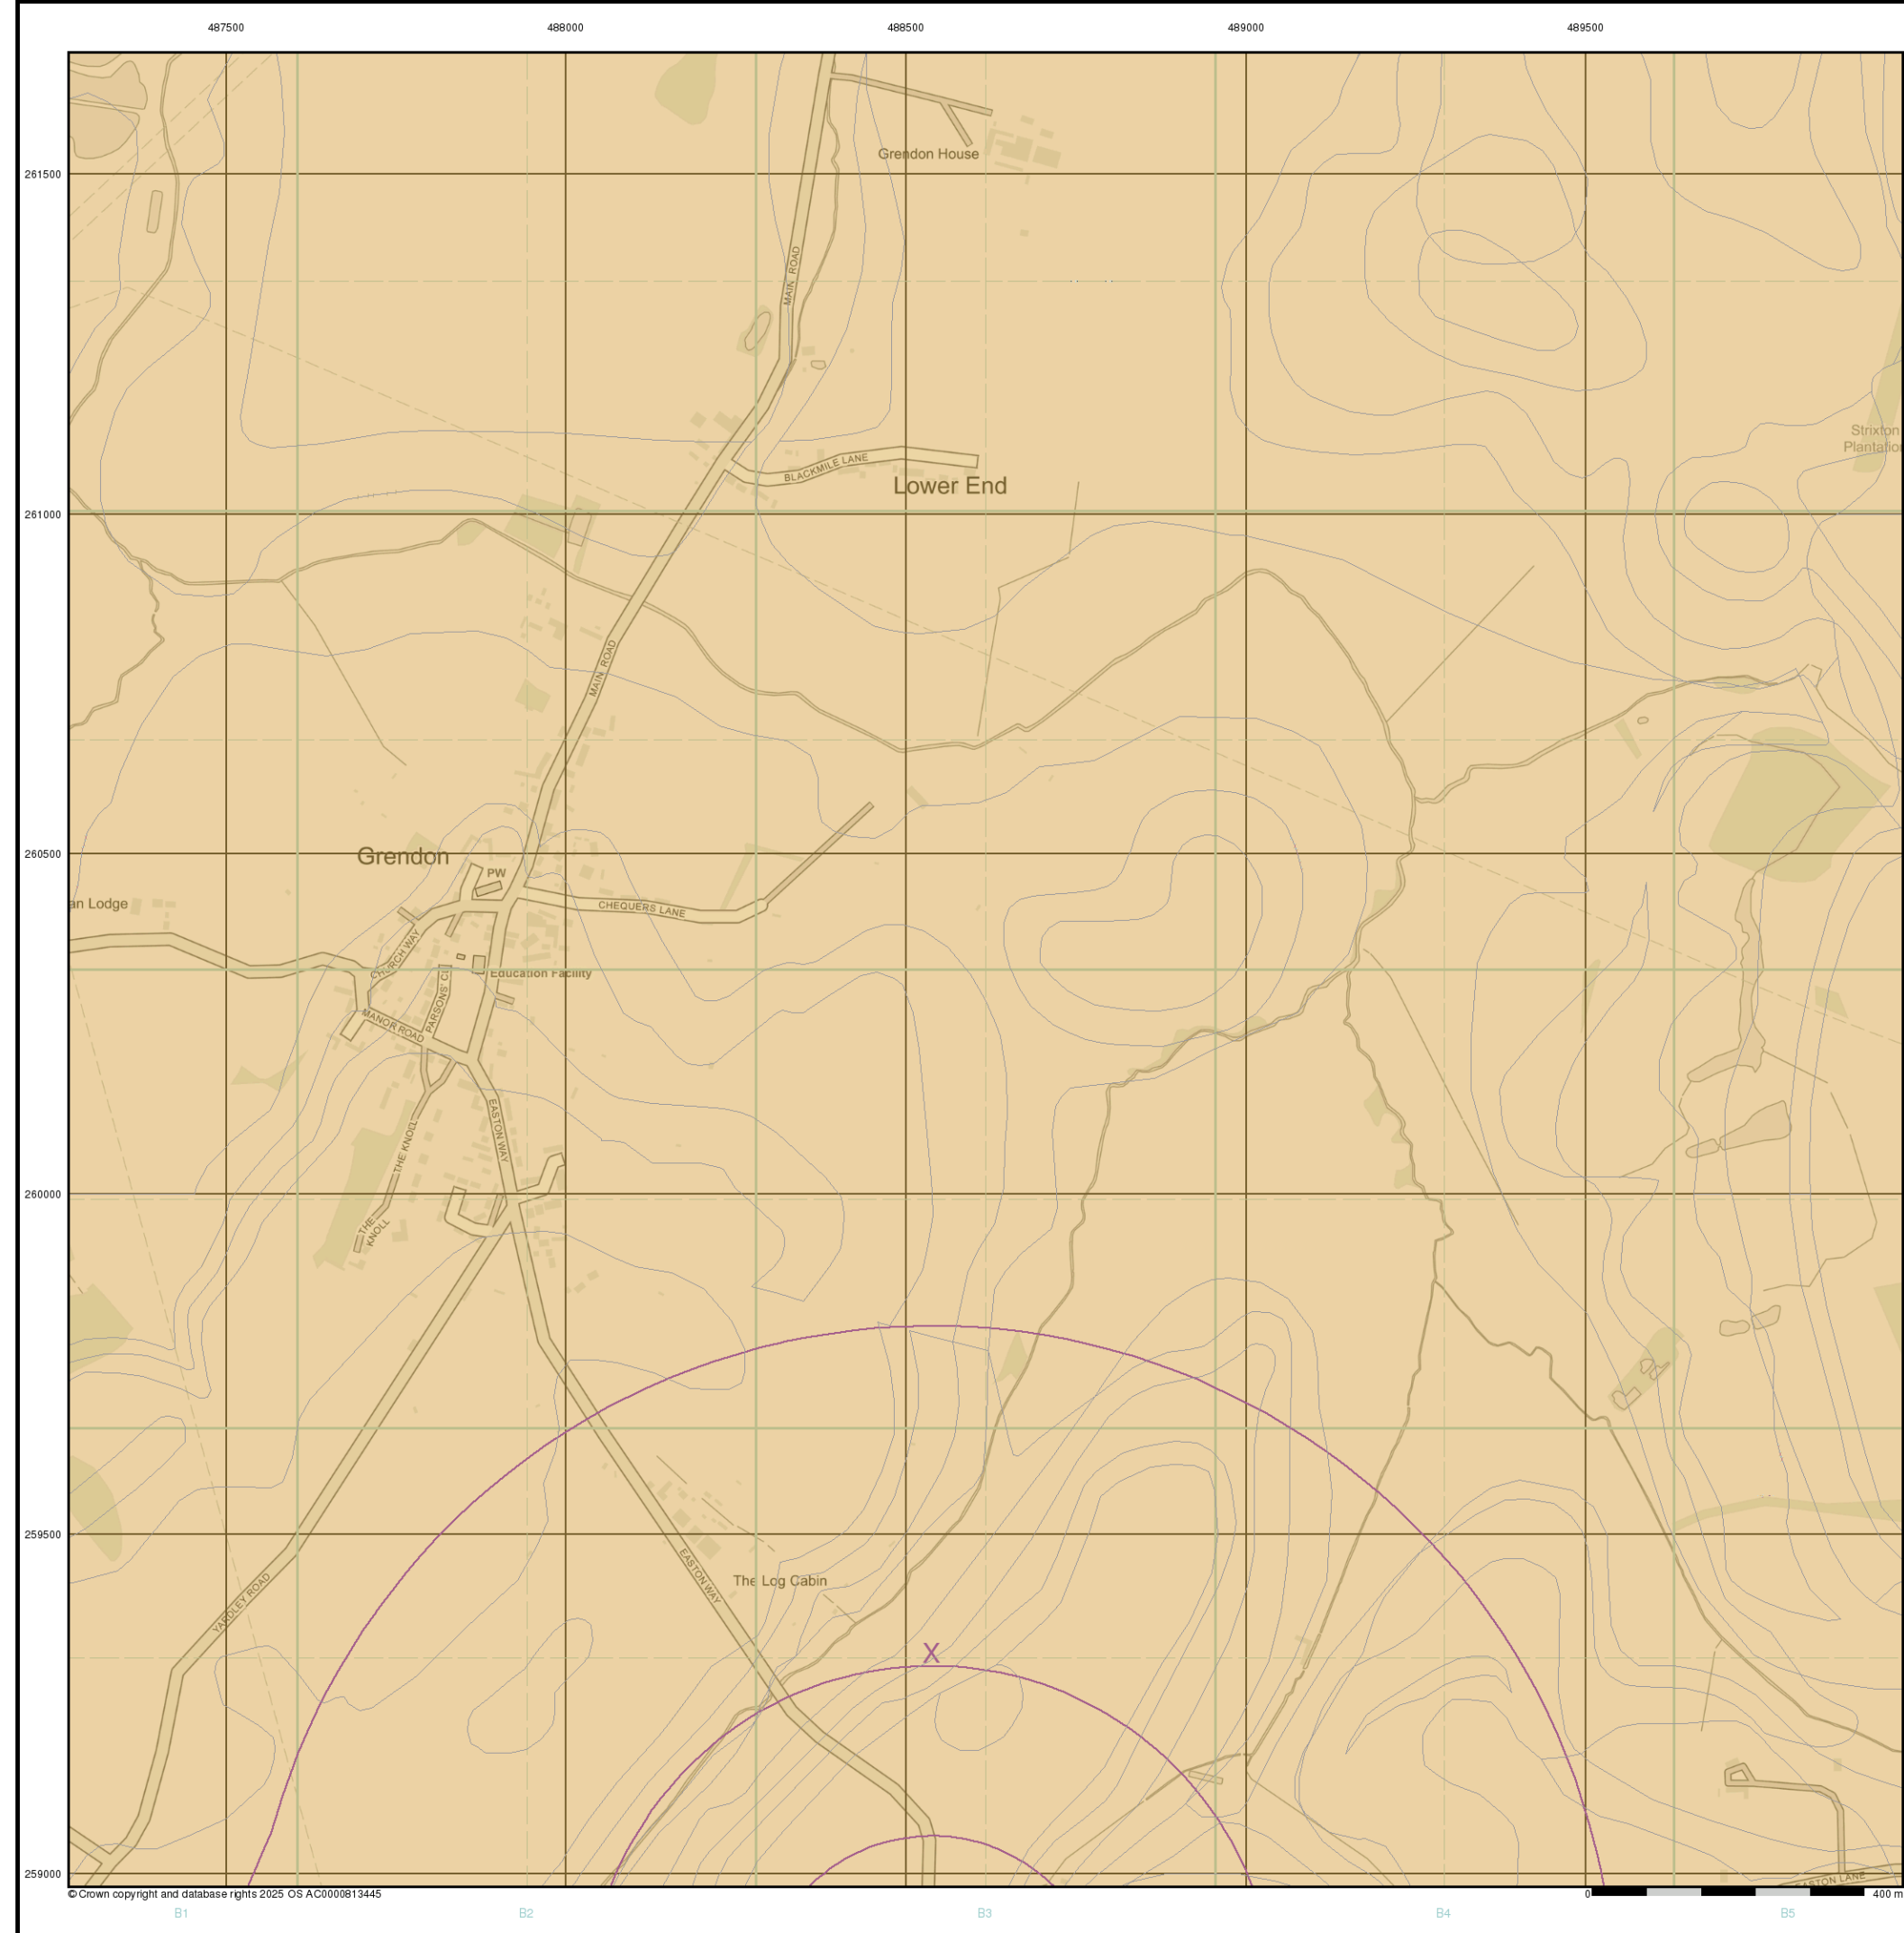 487500 488000 488500 489000 489500
261500
261000
260500
260000
259500
259000
Grendon House
MAIN ROAD
Strixton
Plantatio
BLACKMILE LANE
Lower End
MAIN ROAD
Grendon
PW
an Lodge
CHEQUERS LANE
CHURCH WAY
Education Facility
PARSONS' CL
MANOR ROAD
EASTON WAY
THE KNOLL
THE
KNOLL
EASTON WAY
The Log Cabin
YARDLEY ROAD
X
EASTON LANE
© Crown copyright and database rights 2025 OS AC0000813445
0 400 m
B1 B2 B3 B4 B5